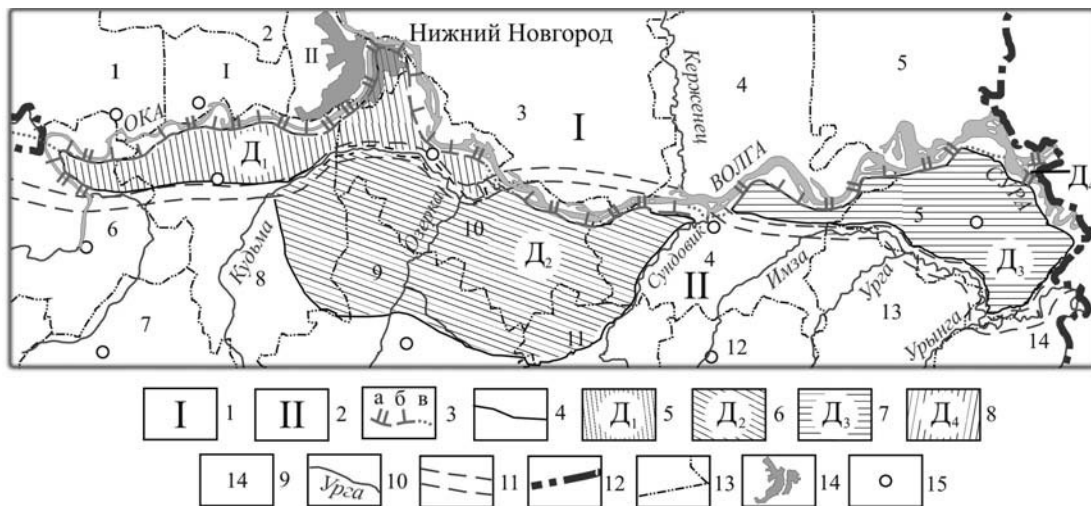 2
Нижний Новгород
1
I
II
ОКА
3
I
Керженец
4
5
Д₁
ВОЛГА
СУРА
Д
6
Кудьма
Озерка
10
5
7
8
9
Д₂
Сундовик
4
II
Имза
Урга
Д₃
13
11
12
Урынга
14
I 1 II 2 а б в 3 4 Д₁ 5 Д₂ 6 Д₃ 7 Д₄ 8
14 9 Урга 10 11 12 13 14 15